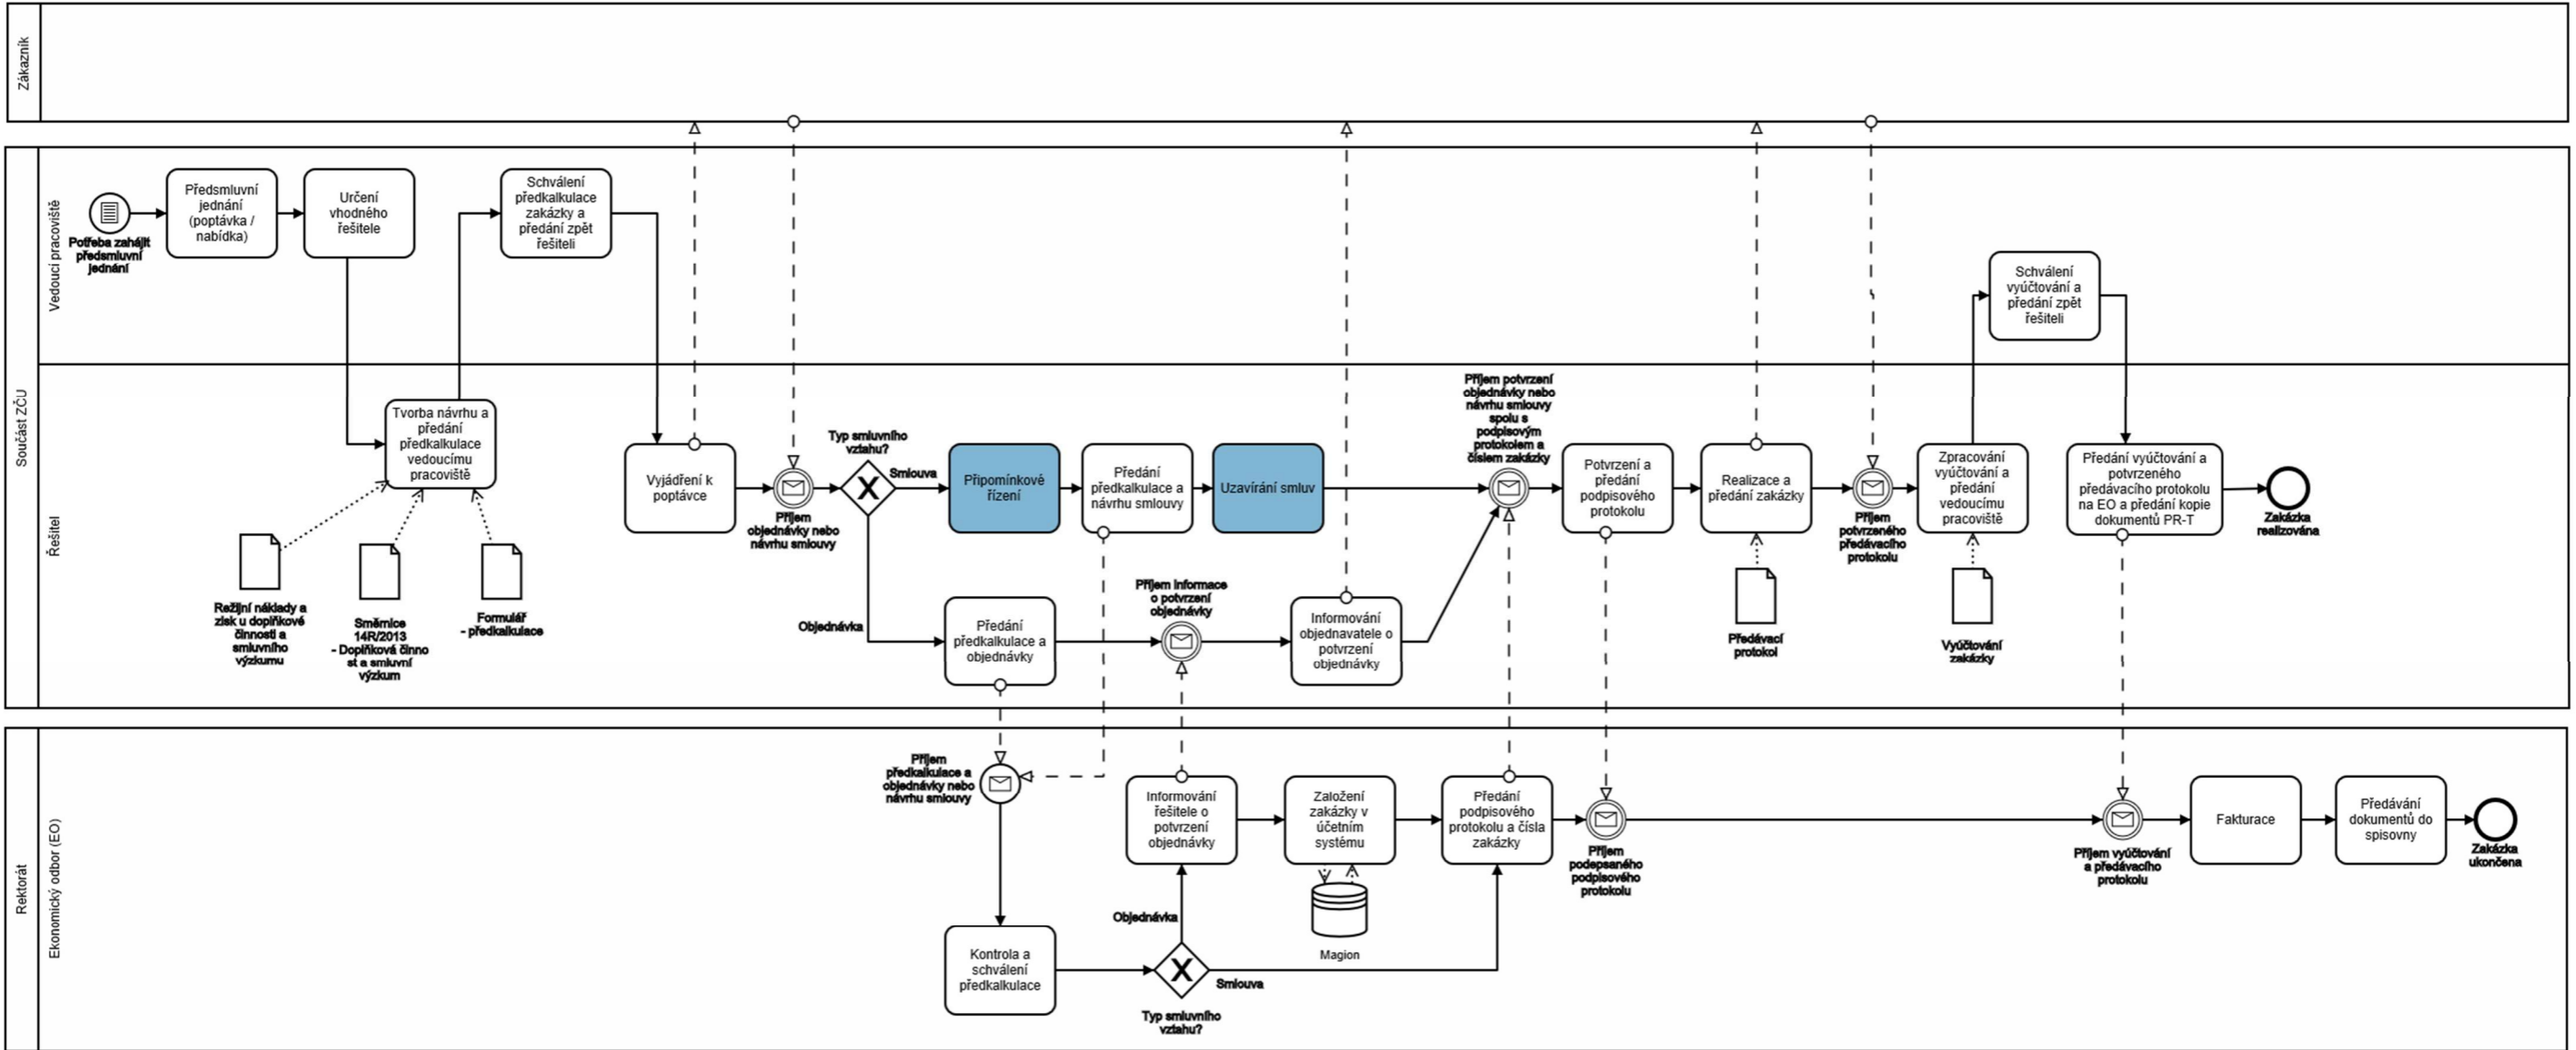 Zákazník
Součást ZČU
Vedoucí pracoviště
Potřeba zahájit
předsmluvní
jednání
Předsmluvní
jednání
(poptávka /
nabídka)
Určení
vhodného
řešitele
Schválení
předkalkulace
zakázky a
předání zpět
řešiteli
Schválení
vyúčtování a
předání zpět
řešiteli
Řešitel
Tvorba návrhu a
předání
předkalkulace
vedoucímu
pracoviště
Režijní náklady a
zisk u doplňkové
činnosti a
smluvního
výzkumu
Směrnice
14R/2013
- Doplňková činno
st a smluvní
výzkum
Formulář
- předkalkulace
Vyjádření k
poptávce
Příjem
objednávky nebo
návrhu smlouvy
Typ smluvního
vztahu?
Smlouva
Objednávka
Připomínkové
řízení
Předání
předkalkulace a
návrhu smlouvy
Uzavírání smluv
Předání
předkalkulace a
objednávky
Příjem informace
o potvrzení
objednávky
Informování
objednavatele o
potvrzení
objednávky
Příjem potvrzení
objednávky nebo
návrhu smlouvy
spolu s
podpisovým
protokolem a
číslem zakázky
Potvrzení a
předání
podpisového
protokolu
Realizace a
předání zakázky
Předávací
protokol
Příjem
potvrzeného
předávacího
protokolu
Zpracování
vyúčtování a
předání
vedoucímu
pracoviště
Vyúčtování
zakázky
Předání vyúčtování a
potvrzeného
předávacího protokolu
na EO a předání kopie
dokumentů PR-T
Zakázka
realizována
Rektorát
Ekonomický odbor (EO)
Příjem
předkalkulace a
objednávky nebo
návrhu smlouvy
Kontrola a
schválení
předkalkulace
Typ smluvního
vztahu?
Objednávka
Smlouva
Informování
řešitele o
potvrzení
objednávky
Založení
zakázky v
účetním
systému
Magion
Předání
podpisového
protokolu a čísla
zakázky
Příjem
podepsaného
podpisového
protokolu
Příjem vyúčtování
a předávacího
protokolu
Fakturace
Předávání
dokumentů do
spisovny
Zakázka
ukončena